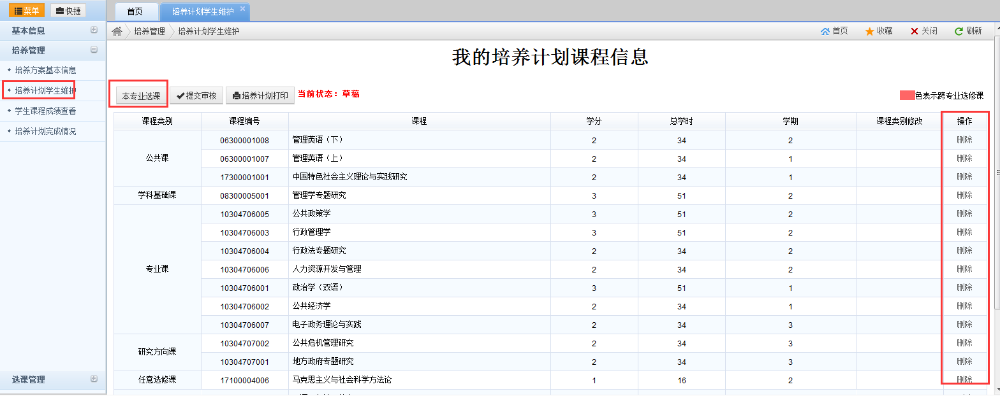 菜单 快捷
首页 培养计划学生维护
基本信息
培养管理 培养计划学生维护 首页 收藏 关闭 刷新
培养管理
我的培养计划课程信息
培养方案基本信息
培养计划学生维护
学生课程成绩查看
培养计划完成情况
选课管理
本专业选课 提交审核 培养计划打印 当前状态：草稿 色表示跨专业选修课
课程类别 课程编号 课程 学分 总学时 学期 课程类别修改 操作
公共课
06300001008 管理英语（下） 2 34 2 删除
06300001007 管理英语（上） 2 34 1 删除
17300001001 中国特色社会主义理论与实践研究 2 34 1 删除
学科基础课 08300005001 管理学专题研究 3 51 2 删除
专业课
10304706005 公共政策学 3 51 2 删除
10304706003 行政管理学 3 51 2 删除
10304706004 行政法专题研究 2 34 2 删除
10304706006 人力资源开发与管理 2 34 2 删除
10304706001 政治学（双语） 3 51 1 删除
10304706002 公共经济学 2 34 1 删除
10304706007 电子政务理论与实践 2 34 3 删除
研究方向课
10304707002 公共危机管理研究 2 34 3 删除
10304707001 地方政府专题研究 2 34 3 删除
任意选修课 17100004006 马克思主义与社会科学方法论 1 16 2 删除